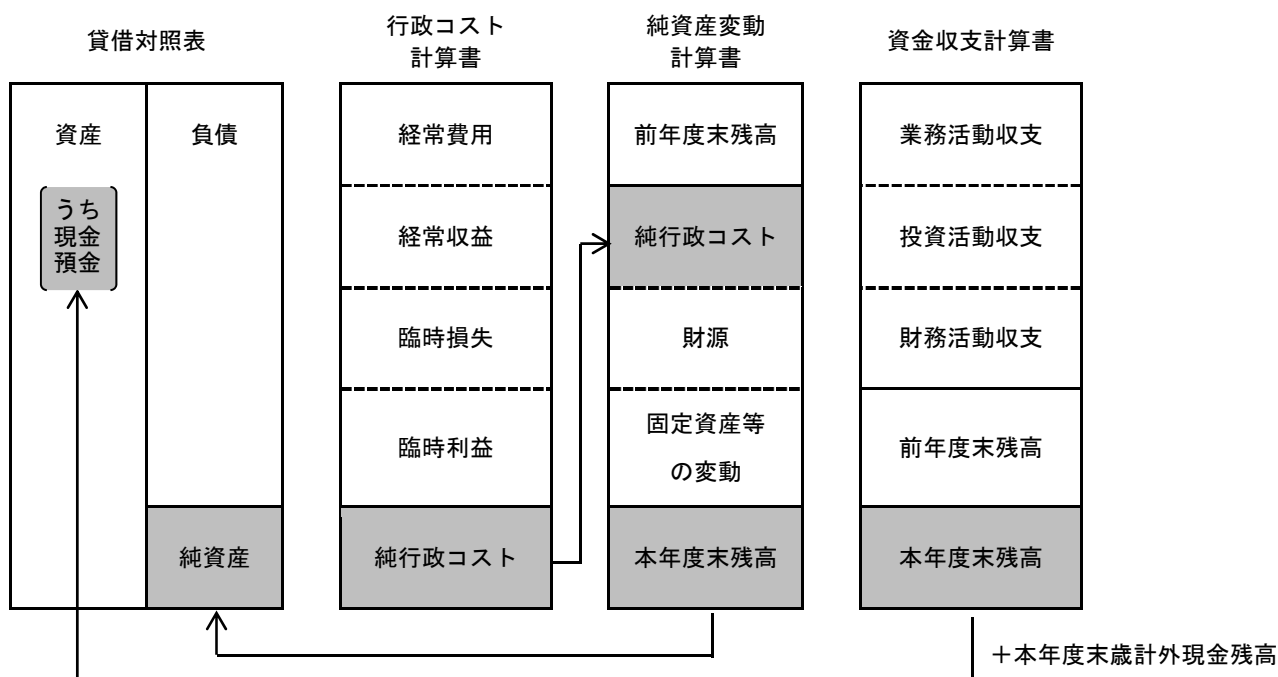 貸借対照表
資産
うち
現金
預金
負債
純資産
行政コスト
計算書
経常費用
経常収益
臨時損失
臨時利益
純行政コスト
純資産変動
計算書
前年度末残高
純行政コスト
財源
固定資産等
の変動
本年度末残高
資金収支計算書
業務活動収支
投資活動収支
財務活動収支
前年度末残高
本年度末残高
＋本年度末歳計外現金残高